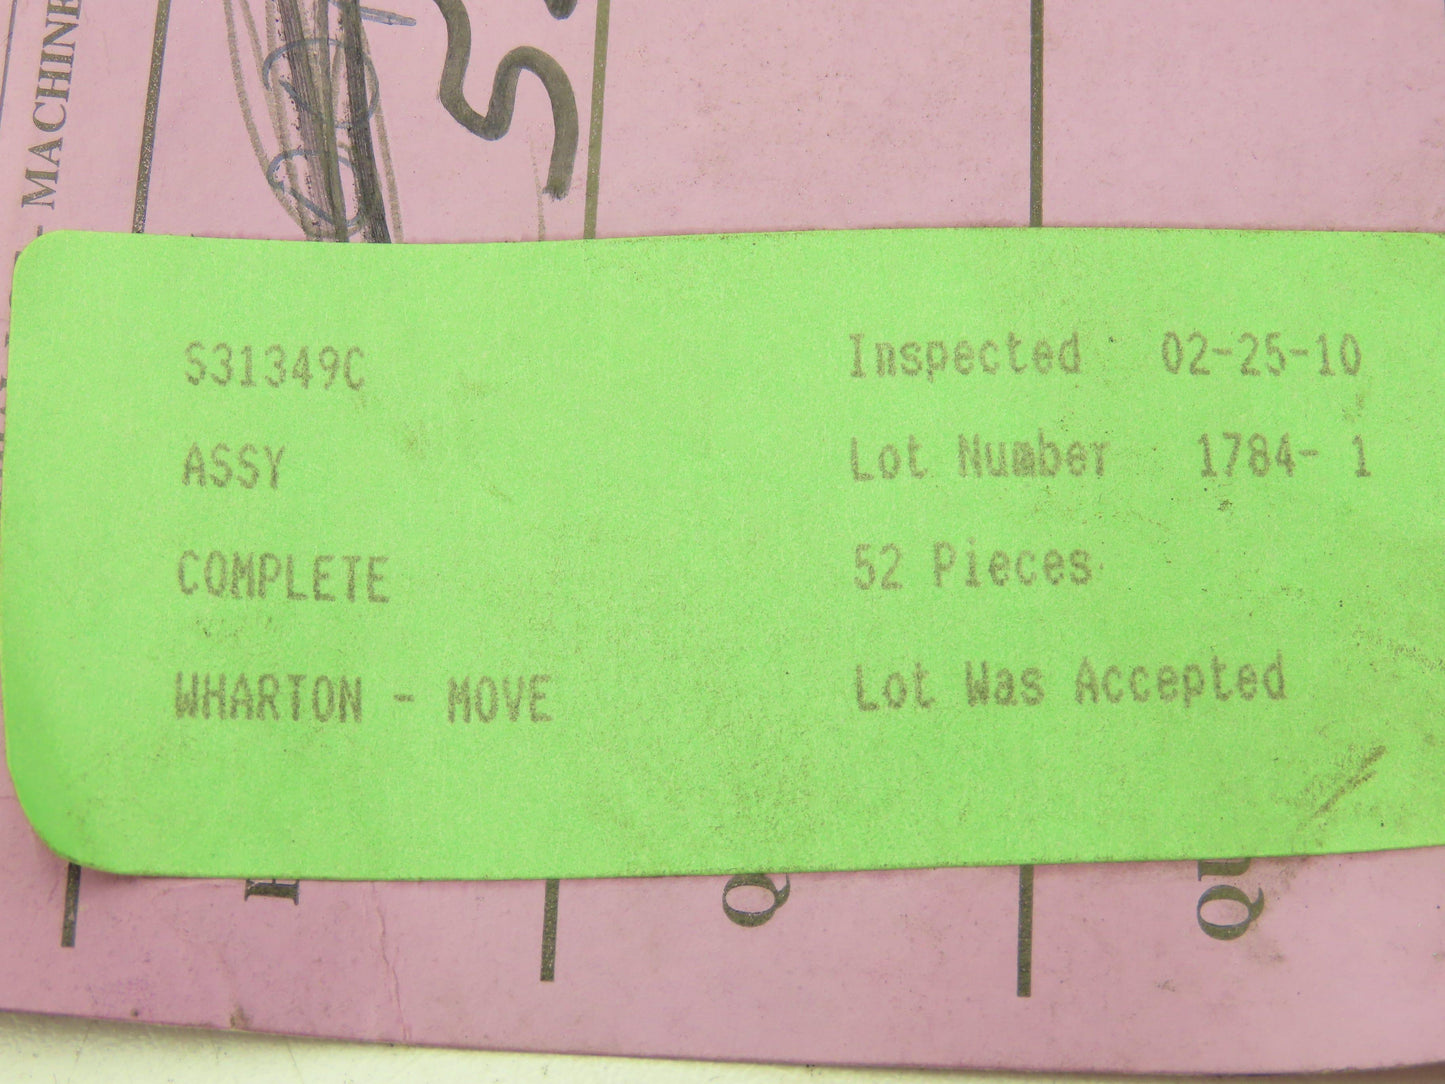 MACHINE
S31349C
ASSY
COMPLETE
WHARTON - MOVE
Inspected 02-25-10
Lot Number 1784- 1
52 Pieces
Lot Was Accepted